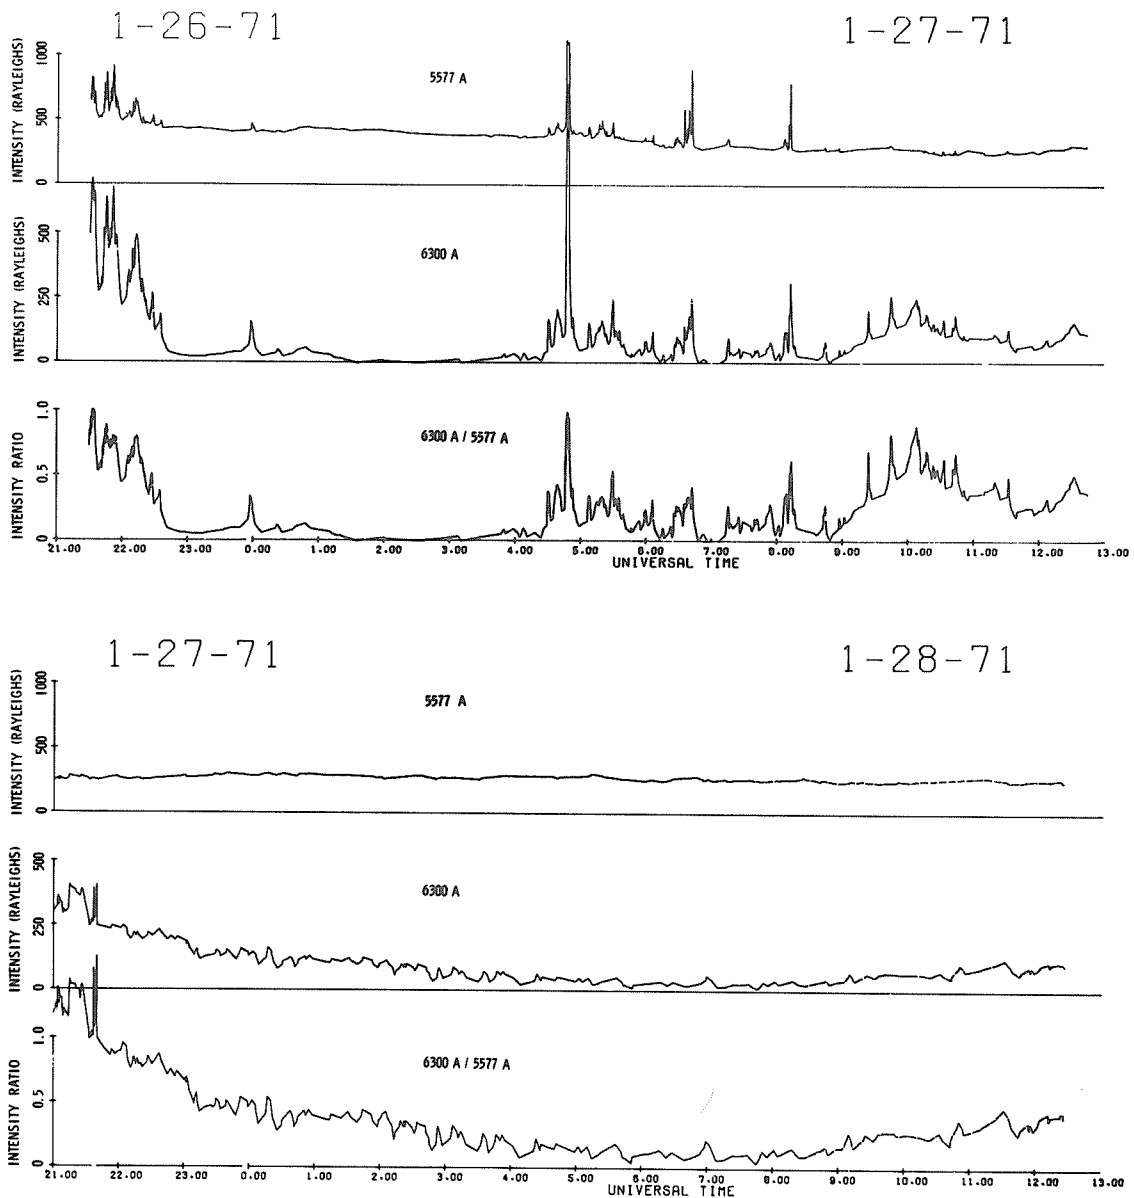 1-26-71
1-27-71
INTENSITY (RAYLEIGHS)
1000
500
0
5577 A
INTENSITY (RAYLEIGHS)
500
250
0
6300 A
INTENSITY RATIO
1.0
0.5
0
6300 A / 5577 A
21.00 22.00 23.00 0.00 1.00 2.00 3.00 4.00 5.00 6.00 7.00 8.00 9.00 10.00 11.00 12.00 13.00
UNIVERSAL TIME
1-27-71
1-28-71
INTENSITY (RAYLEIGHS)
1000
500
0
5577 A
INTENSITY (RAYLEIGHS)
500
250
0
6300 A
INTENSITY RATIO
1.0
0.5
0
6300 A / 5577 A
21.00 22.00 23.00 0.00 1.00 2.00 3.00 4.00 5.00 6.00 7.00 8.00 9.00 10.00 11.00 12.00 13.00
UNIVERSAL TIME